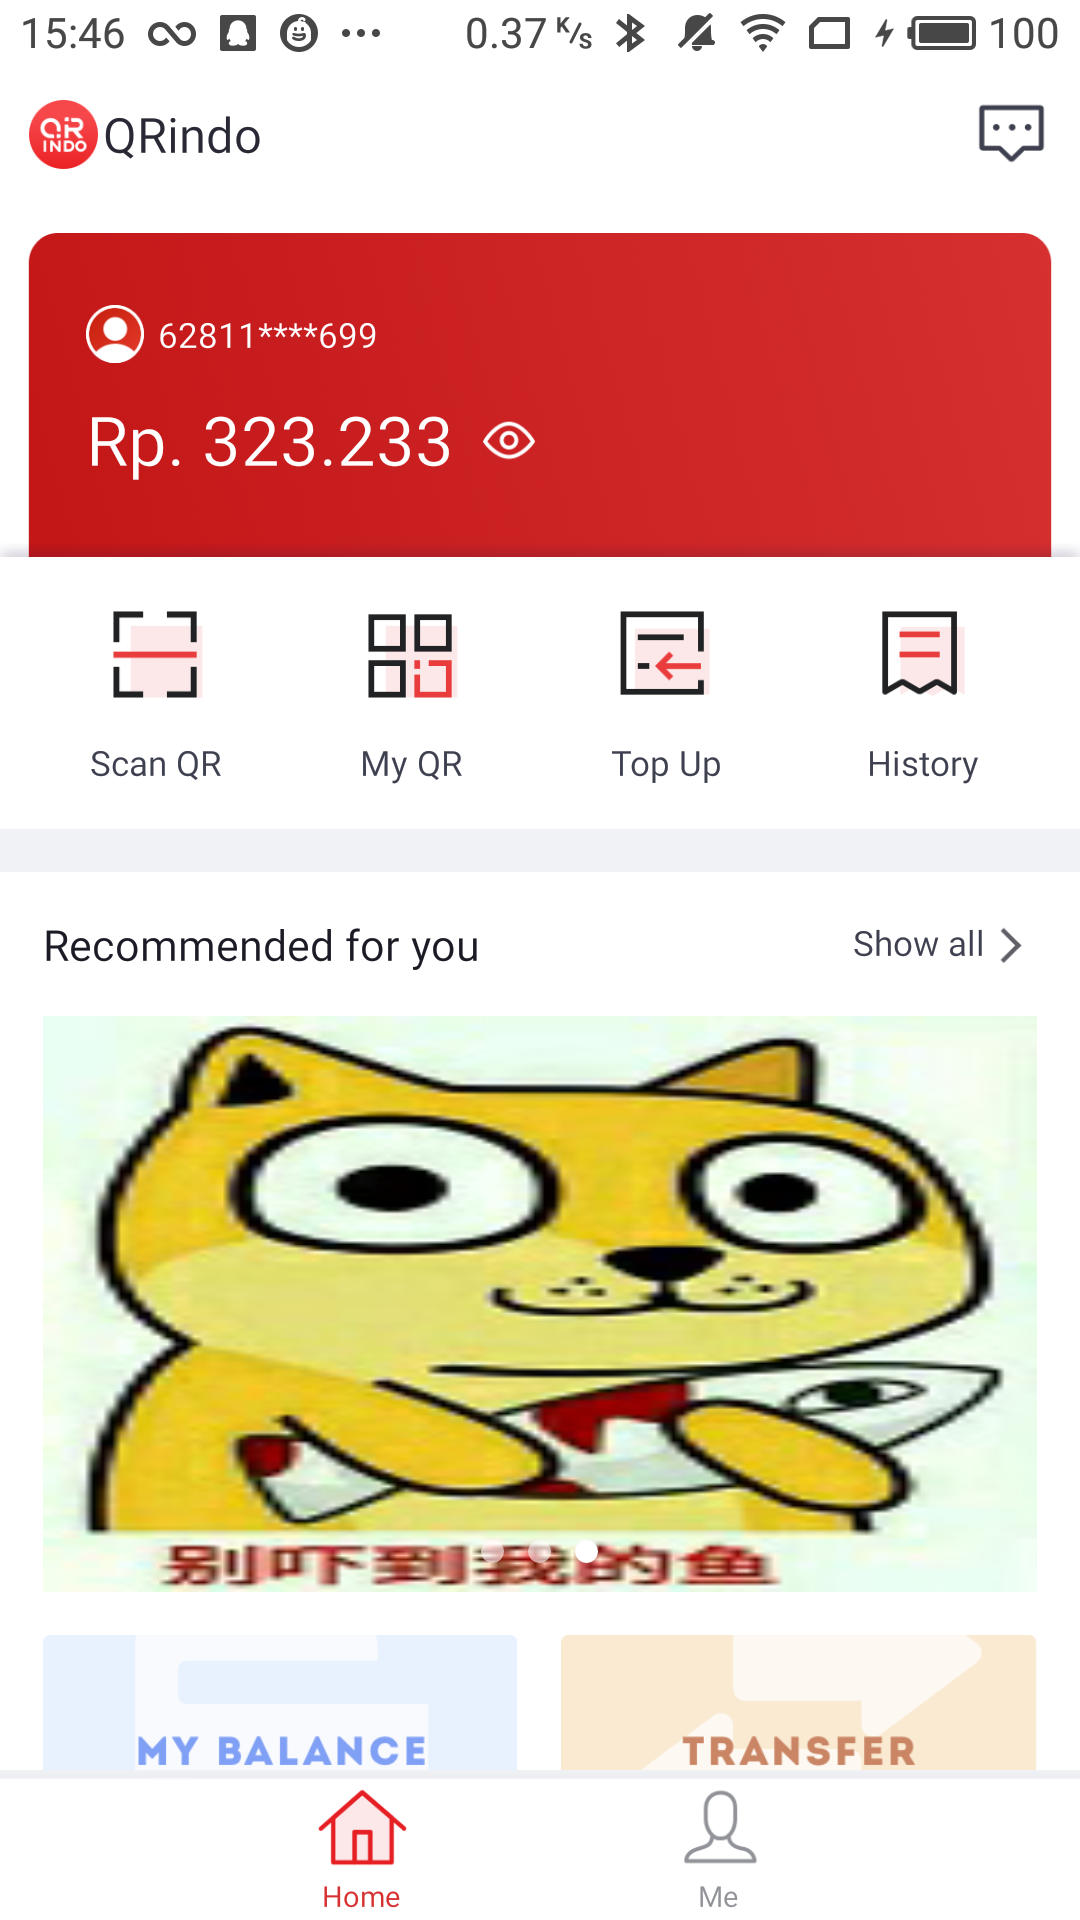 15:46 0.37 K/s 100
QR INDO QRindo
62811****699
Rp. 323.233
Scan QR My QR Top Up History
Recommended for you Show all
别吓到我的鱼
MY BALANCE TRANSFER
Home Me